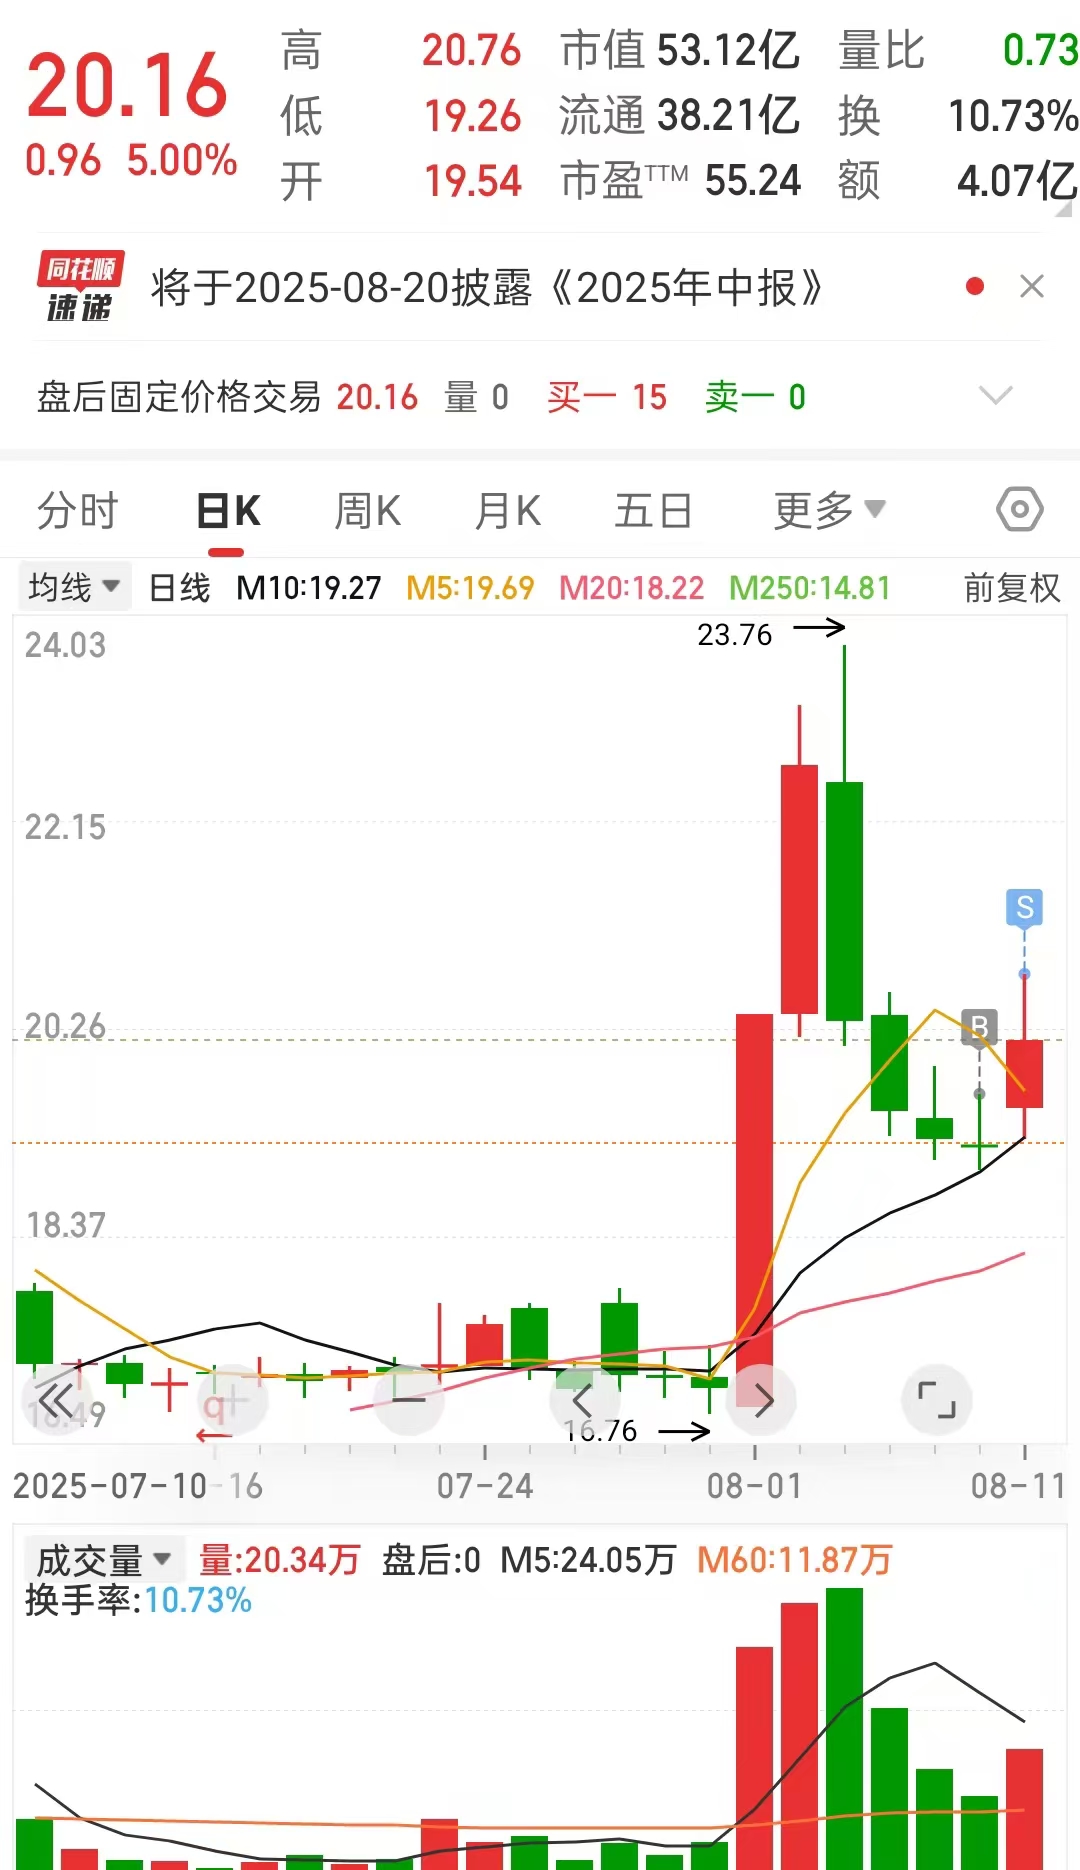 20.16 高 20.76 市值 53.12亿 量比 0.73
0.96 5.00% 低 19.26 流通 38.21亿 换 10.73%
开 19.54 市盈TTM 55.24 额 4.07亿
同花顺
速递
将于2025-08-20披露《2025年中报》
盘后固定价格交易 20.16 量 0 买一 15 卖一 0
分时 日K 周K 月K 五日 更多
均线 日线 M10:19.27 M5:19.69 M20:18.22 M250:14.81 前复权
24.03
23.76
22.15
S
20.26
B
18.37
16.49
q
16.76
2025-07-10 -16 07-24 08-01 08-11
成交量 量:20.34万 盘后:0 M5:24.05万 M60:11.87万
换手率:10.73%